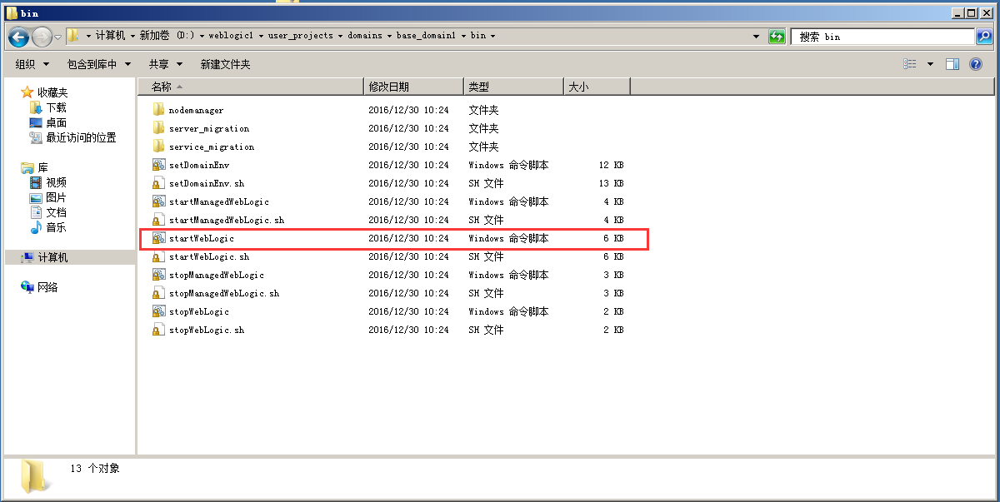 bin
计算机 新加卷 (D:) weblogic1 user_projects domains base_domain1 bin
搜索 bin
组织 包含到库中 共享 新建文件夹
名称 修改日期 类型 大小
收藏夹
下载
桌面
最近访问的位置
库
视频
图片
文档
音乐
计算机
网络
nodemanager 2016/12/30 10:24 文件夹
server_migration 2016/12/30 10:24 文件夹
service_migration 2016/12/30 10:24 文件夹
setDomainEnv 2016/12/30 10:24 Windows 命令脚本 12 KB
setDomainEnv.sh 2016/12/30 10:24 SH 文件 13 KB
startManagedWebLogic 2016/12/30 10:24 Windows 命令脚本 4 KB
startManagedWebLogic.sh 2016/12/30 10:24 SH 文件 4 KB
startWebLogic 2016/12/30 10:24 Windows 命令脚本 6 KB
startWebLogic.sh 2016/12/30 10:24 SH 文件 6 KB
stopManagedWebLogic 2016/12/30 10:24 Windows 命令脚本 3 KB
stopManagedWebLogic.sh 2016/12/30 10:24 SH 文件 3 KB
stopWebLogic 2016/12/30 10:24 Windows 命令脚本 2 KB
stopWebLogic.sh 2016/12/30 10:24 SH 文件 2 KB
13 个对象